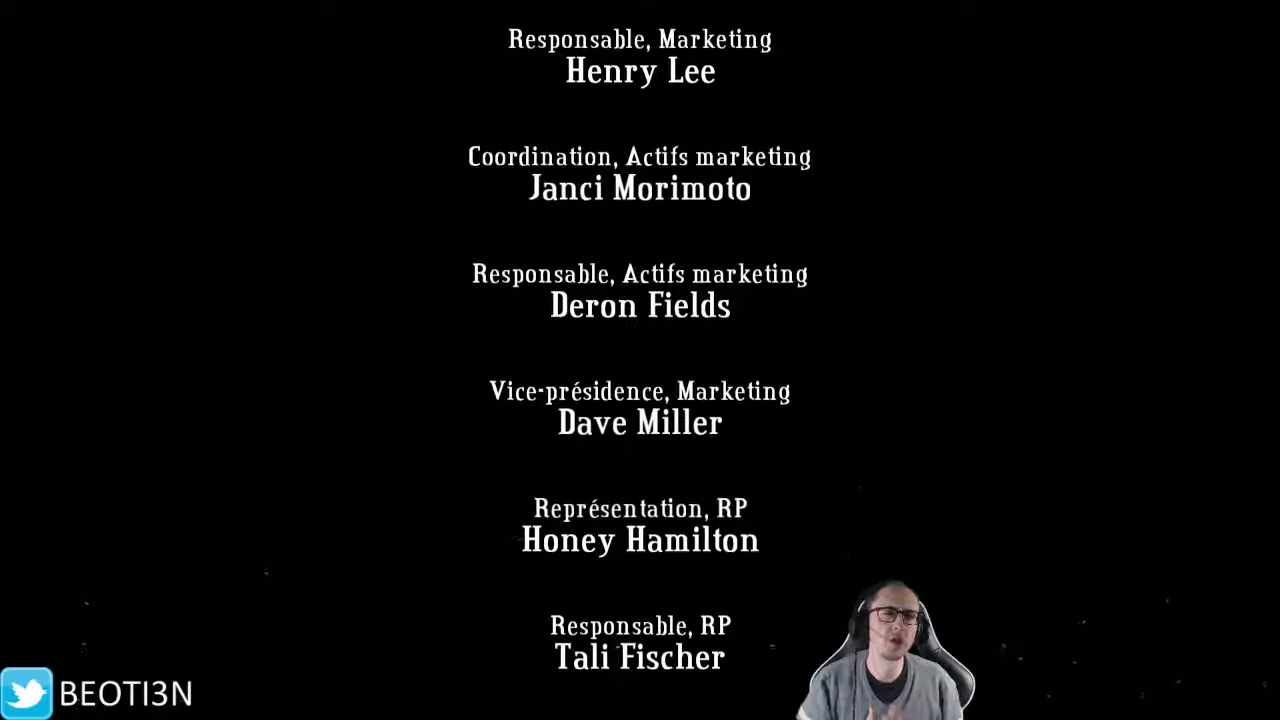 Responsable, Marketing
Henry Lee
Coordination, Actifs marketing
Janci Morimoto
Responsable, Actifs marketing
Deron Fields
Vice-présidence, Marketing
Dave Miller
Représentation, RP
Honey Hamilton
Responsable, RP
Tali Fischer
BEOTI3N